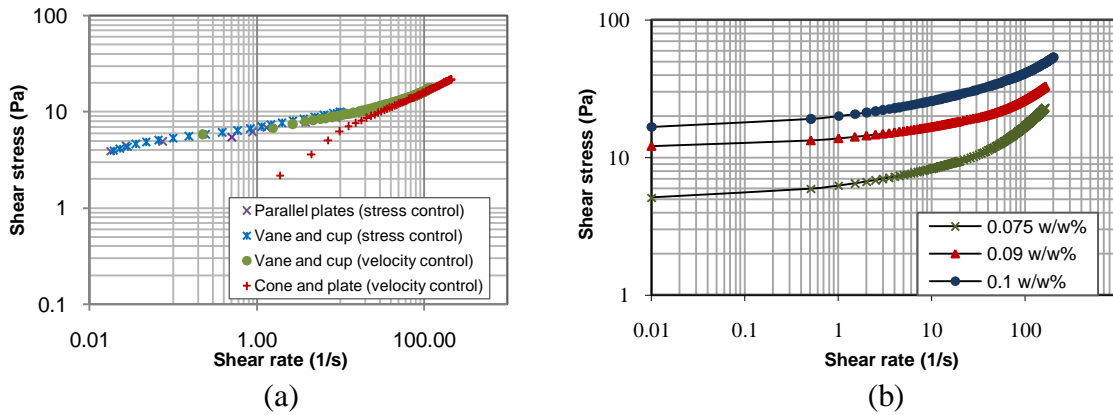 100
10
1
0.1
Shear stress (Pa)
Parallel plates (stress control)
Vane and cup (stress control)
Vane and cup (velocity control)
Cone and plate (velocity control)
0.01 1.00 100.00
Shear rate (1/s)
(a)
100
10
1
Shear stress (Pa)
0.075 w/w%
0.09 w/w%
0.1 w/w%
0.01 0.1 1 10 100
Shear rate (1/s)
(b)